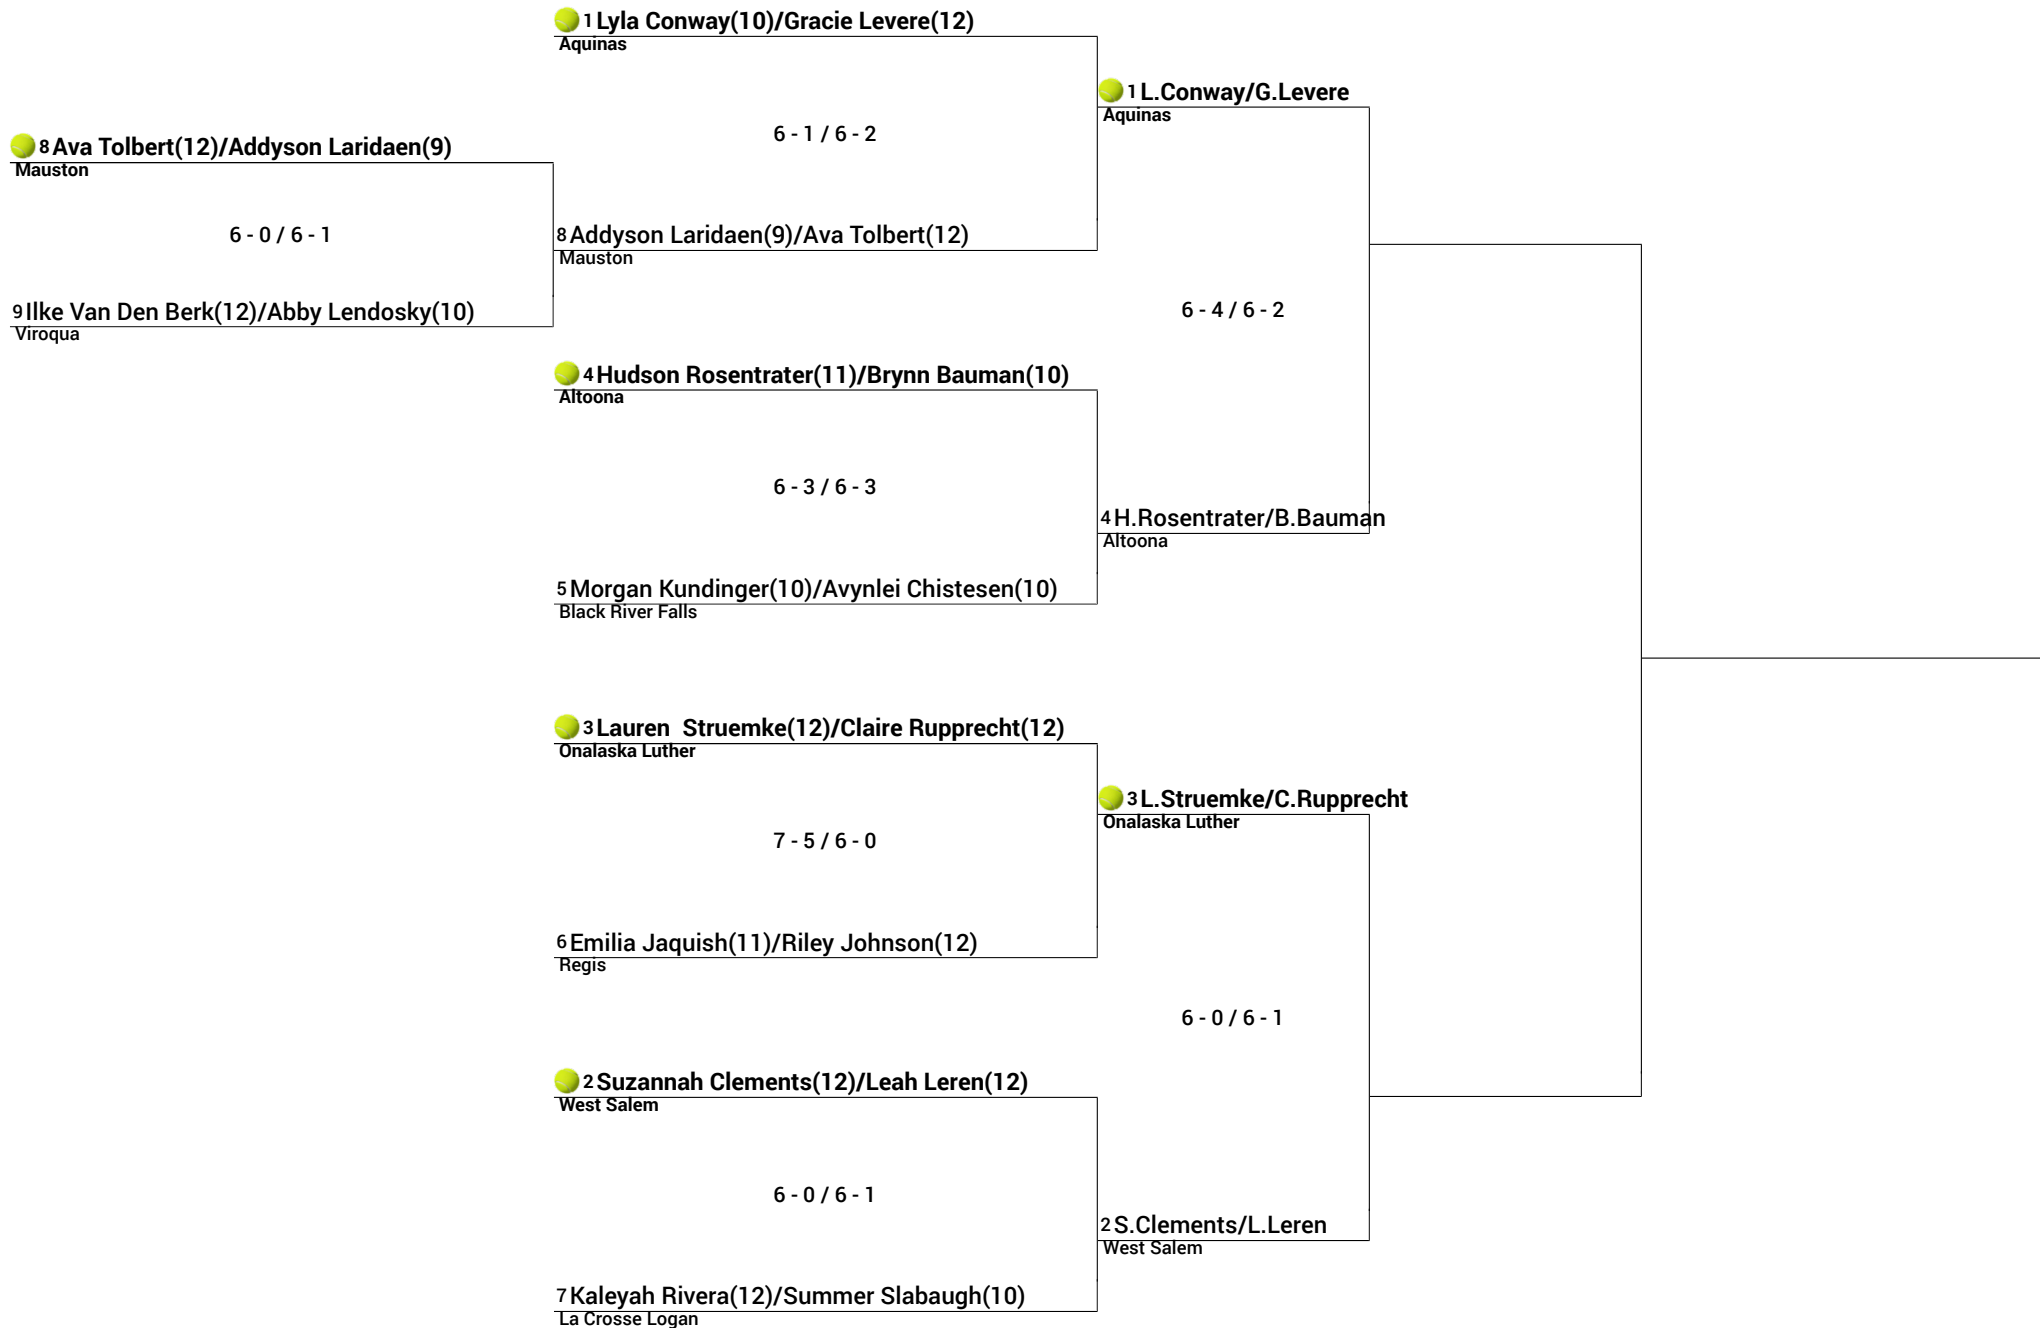 8 Ava Tolbert(12)/Addyson Laridaen(9)
Mauston
6 - 0 / 6 - 1
9 Ilke Van Den Berk(12)/Abby Lendosky(10)
Viroqua
1 Lyla Conway(10)/Gracie Levere(12)
Aquinas
6 - 1 / 6 - 2
8 Addyson Laridaen(9)/Ava Tolbert(12)
Mauston
4 Hudson Rosentrater(11)/Brynn Bauman(10)
Altoona
6 - 3 / 6 - 3
5 Morgan Kundinger(10)/Avynlei Chistesen(10)
Black River Falls
3 Lauren  Struemke(12)/Claire Rupprecht(12)
Onalaska Luther
7 - 5 / 6 - 0
6 Emilia Jaquish(11)/Riley Johnson(12)
Regis
2 Suzannah Clements(12)/Leah Leren(12)
West Salem
6 - 0 / 6 - 1
7 Kaleyah Rivera(12)/Summer Slabaugh(10)
La Crosse Logan
1 L.Conway/G.Levere
Aquinas
6 - 4 / 6 - 2
4 H.Rosentrater/B.Bauman
Altoona
3 L.Struemke/C.Rupprecht
Onalaska Luther
6 - 0 / 6 - 1
2 S.Clements/L.Leren
West Salem